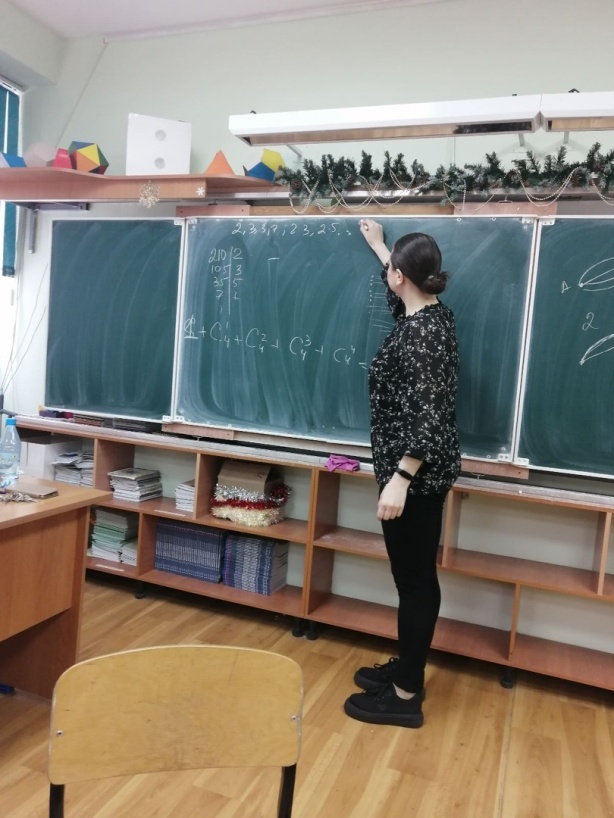 2, 3, 5, 7, 2·3, 2·5, 
210 | 2
105 | 3
35 | 5
7
1 + C₄¹ + C₄² + C₄³ + C₄⁴
2